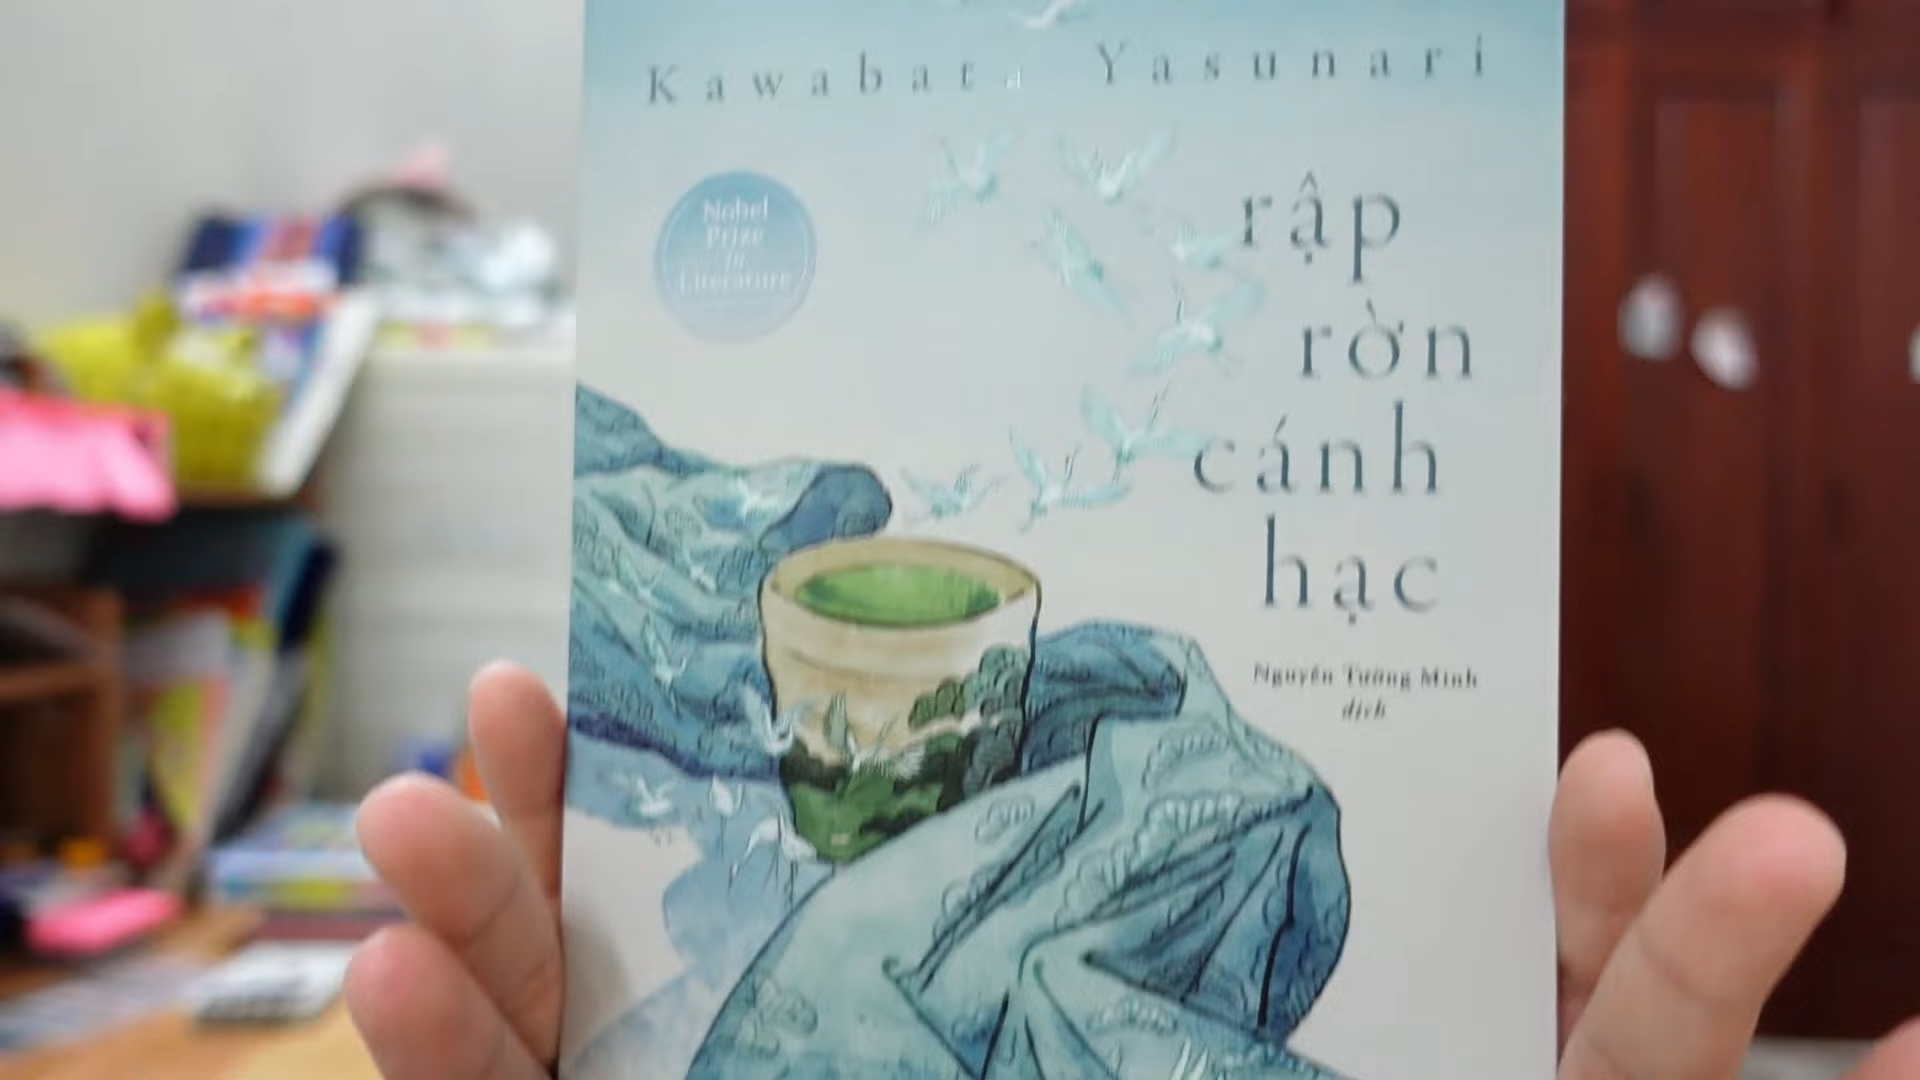 Kawabata Yasunari
Nobel
Prize
in
Literature
rập
rờn
cánh
hạc
Nguyễn Tường Minh
dịch